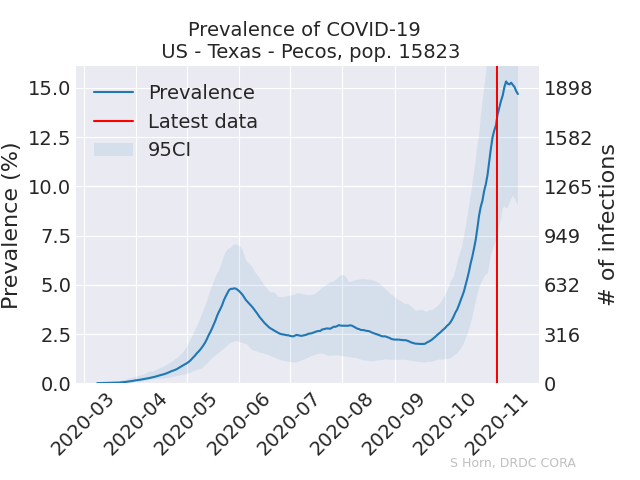 Prevalence of COVID-19
US - Texas - Pecos, pop. 15823
Prevalence
Latest data
95CI
Prevalence (%)
15.0
12.5
10.0
7.5
5.0
2.5
0.0
1898
1582
1265
949
632
316
0
# of infections
2020-03
2020-04
2020-05
2020-06
2020-07
2020-08
2020-09
2020-10
2020-11
S Horn, DRDC CORA